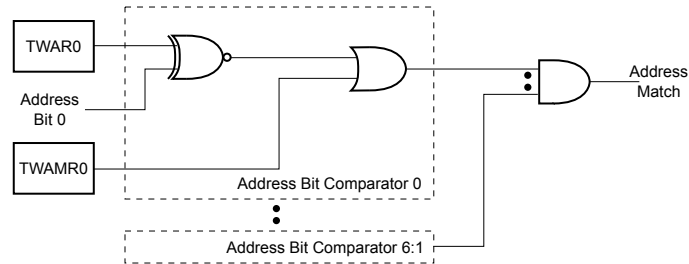 TWAR0
Address
Bit 0
TWAMR0
Address Bit Comparator 0
Address Bit Comparator 6:1
Address
Match